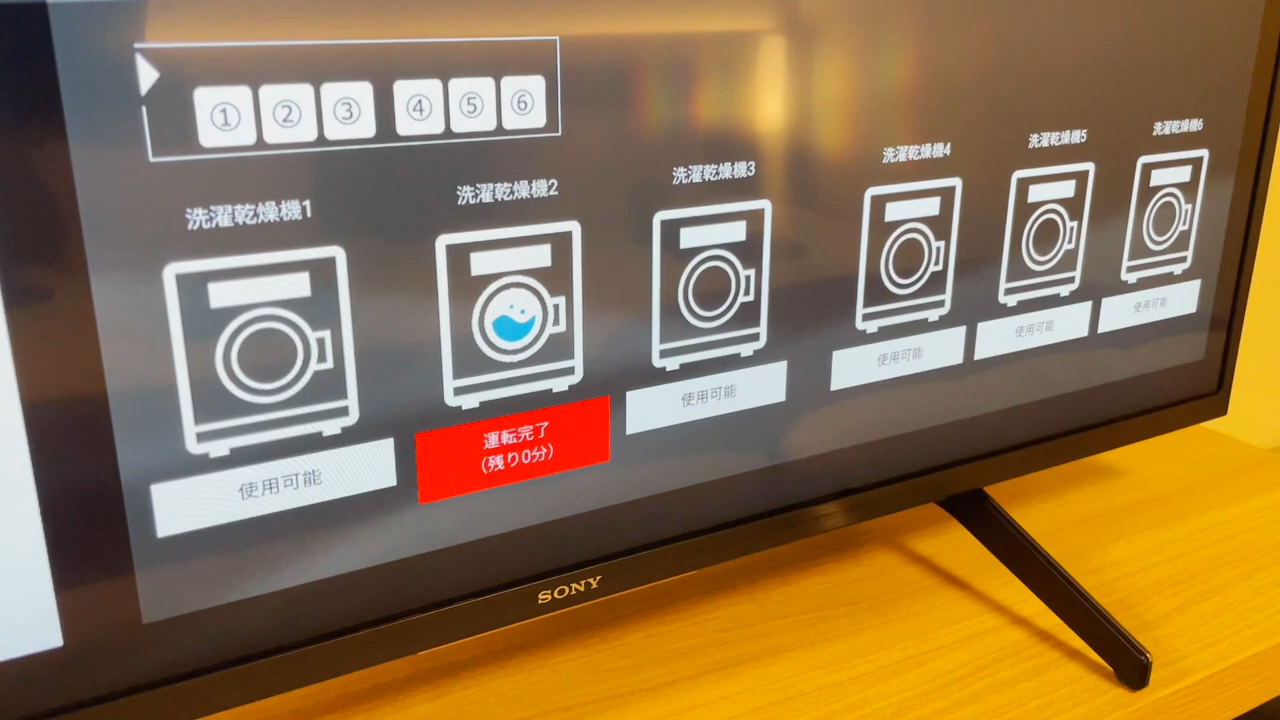 ① ② ③ ④ ⑤ ⑥
洗濯乾燥機1
使用可能
洗濯乾燥機2
運転完了
(残り0分)
洗濯乾燥機3
使用可能
洗濯乾燥機4
使用可能
洗濯乾燥機5
使用可能
洗濯乾燥機6
使用可能
SONY